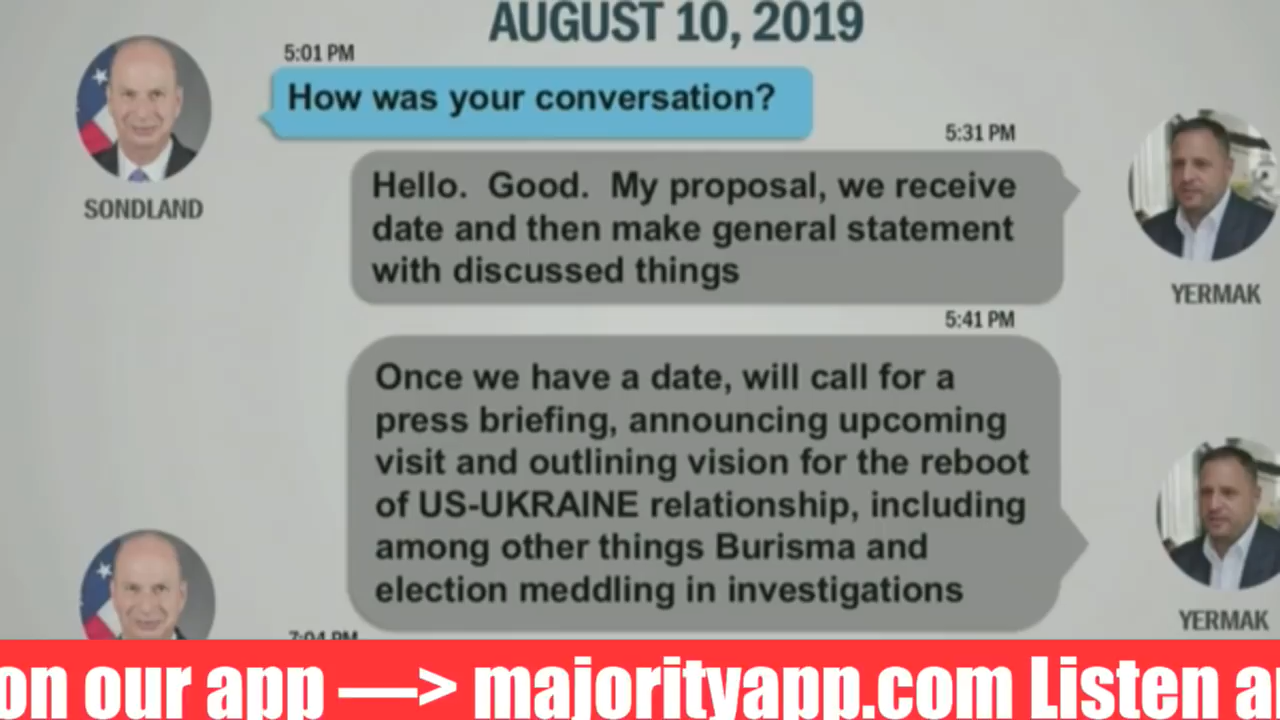 AUGUST 10, 2019
5:01 PM
How was your conversation?
SONDLAND
5:31 PM
Hello. Good. My proposal, we receive
date and then make general statement
with discussed things
YERMAK
5:41 PM
Once we have a date, will call for a
press briefing, announcing upcoming
visit and outlining vision for the reboot
of US-UKRAINE relationship, including
among other things Burisma and
election meddling in investigations
YERMAK
7:04 PM
on our app —> majorityapp.com Listen a